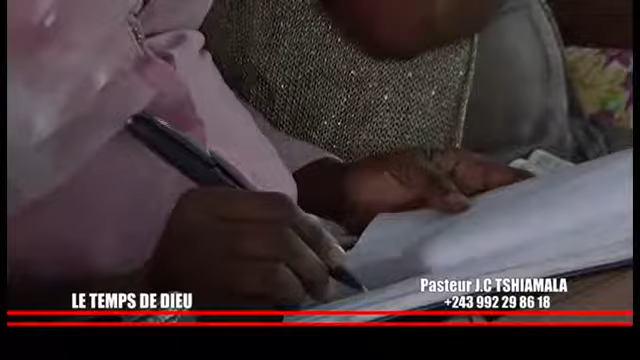 LE TEMPS DE DIEU
Pasteur J.C TSHIAMALA
+243 992 29 86 18